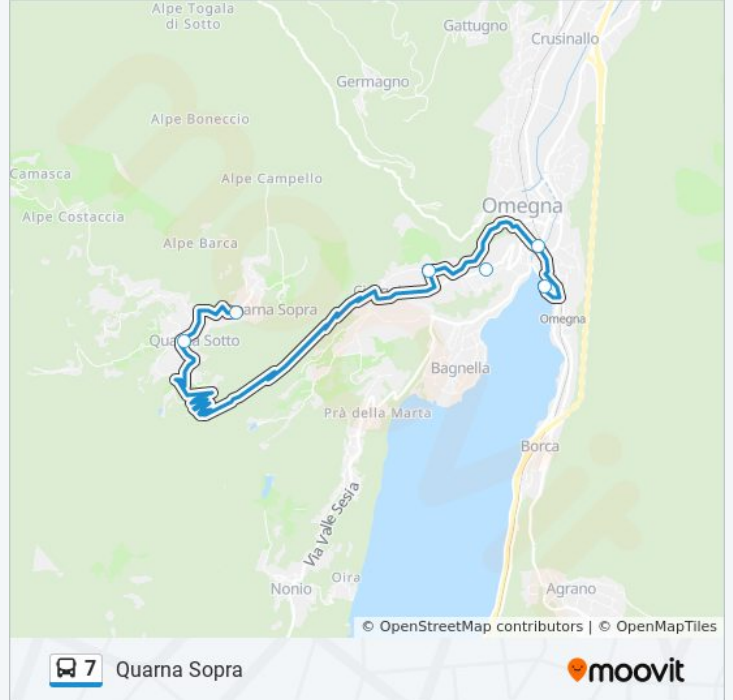 Alpe Togala
di Sotto
Gattugno
Crusinallo
Germagno
Alpe Boneccio
Camasca
Alpe Campello
Alpe Costaccia
Omegna
Alpe Barca
arna Sopra
Omegna
Quarna Sotto
Bagnella
Prà della Marta
Borca
Via Valle Sesia
Oira
Nonio
Agrano
© OpenStreetMap contributors | © OpenMapTiles
7 Quarna Sopra
moovit